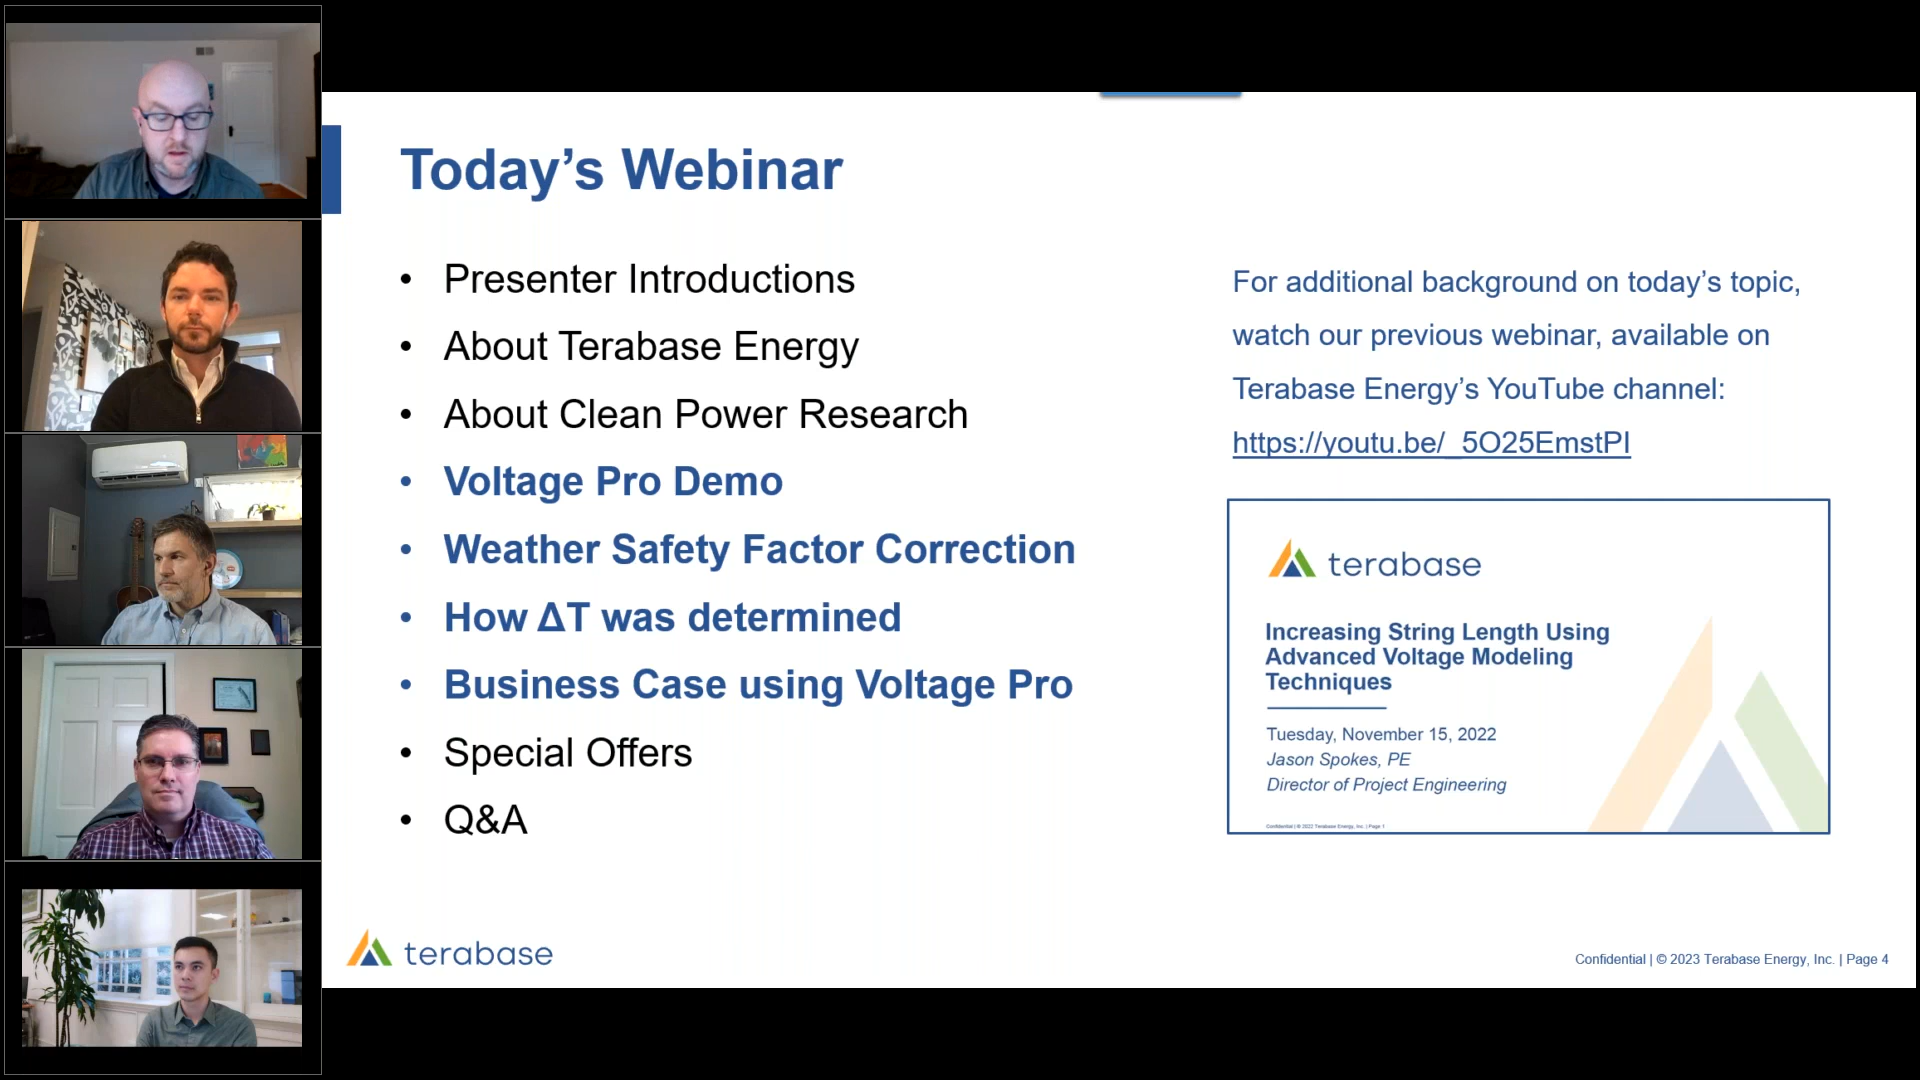 Today’s Webinar
• Presenter Introductions
• About Terabase Energy
• About Clean Power Research
• Voltage Pro Demo
• Weather Safety Factor Correction
• How ΔT was determined
• Business Case using Voltage Pro
• Special Offers
• Q&A
For additional background on today’s topic,
watch our previous webinar, available on
Terabase Energy’s YouTube channel:
https://youtu.be/_5O25EmstPI
terabase
Increasing String Length Using
Advanced Voltage Modeling
Techniques
Tuesday, November 15, 2022
Jason Spokes, PE
Director of Project Engineering
Confidential | © 2022 Terabase Energy, Inc. | Page 1
terabase
Confidential | © 2023 Terabase Energy, Inc. | Page 4